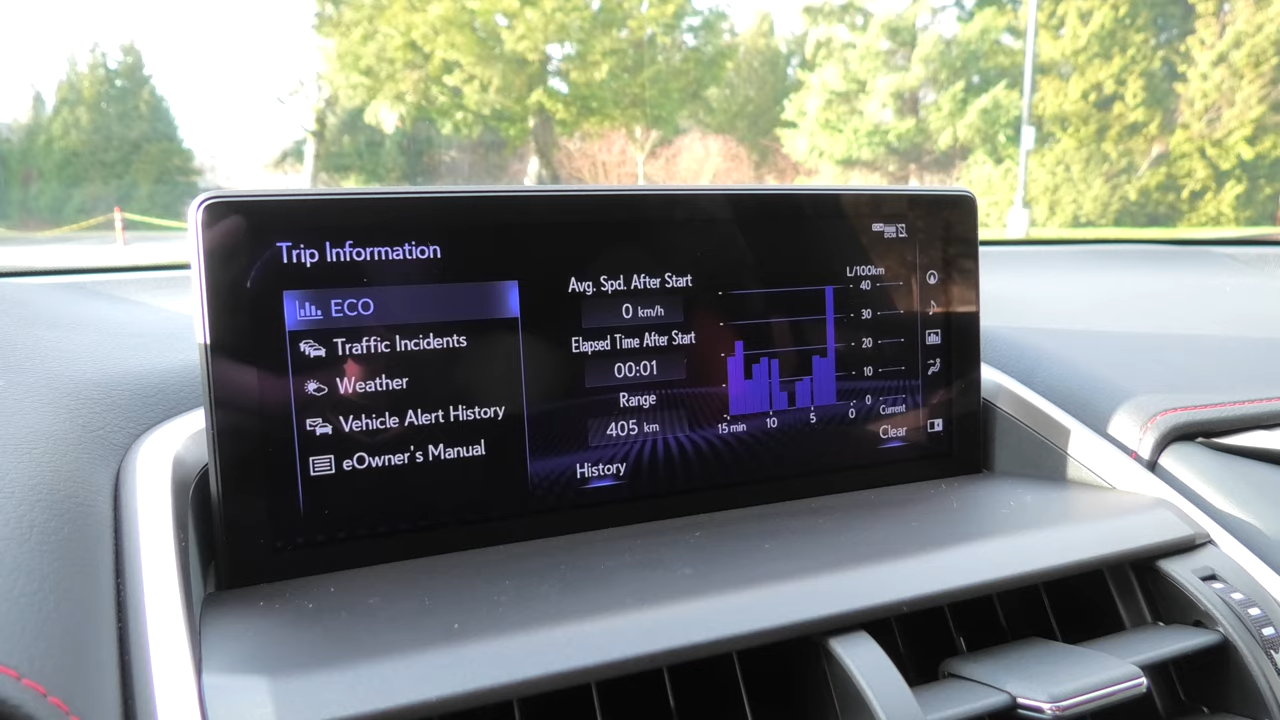 Trip Information
ECO
Traffic Incidents
Weather
Vehicle Alert History
eOwner's Manual
Avg. Spd. After Start
0 km/h
Elapsed Time After Start
00:01
Range
405 km
History
DCM
L/100km
40
30
20
10
0
15 min
10
5
0
Current
Clear